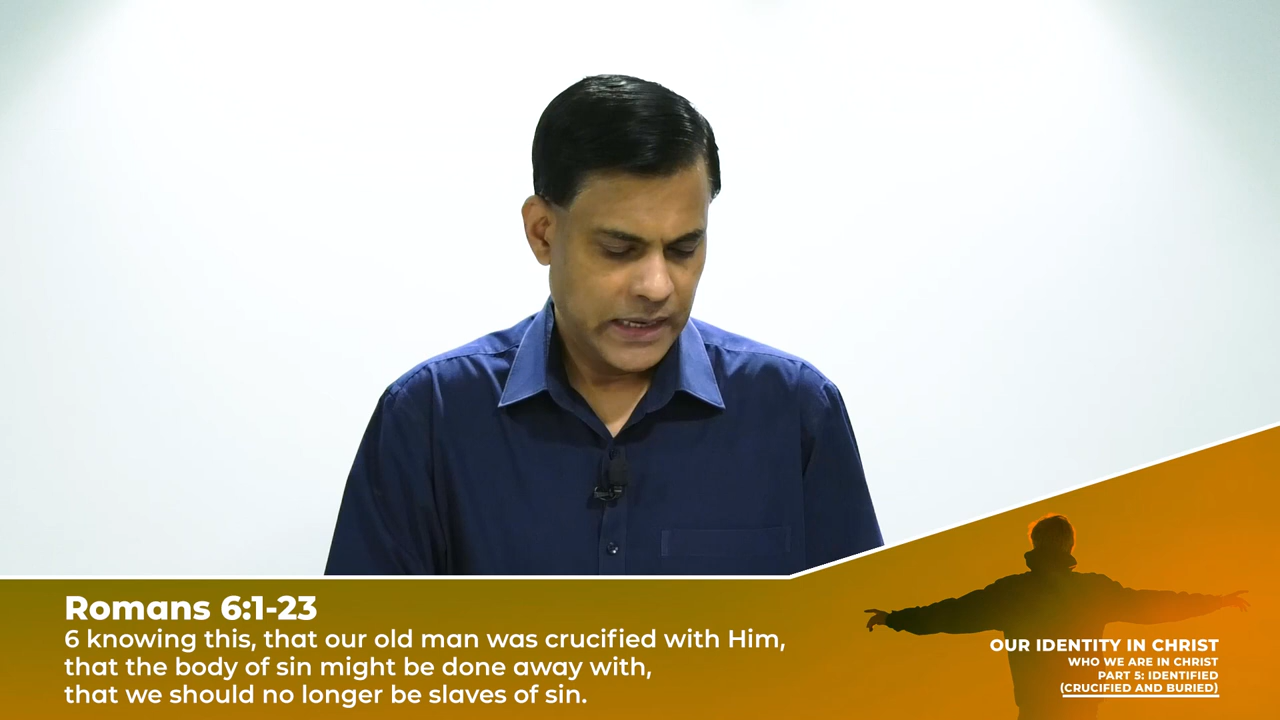 Romans 6:1-23
6 knowing this, that our old man was crucified with Him,
that the body of sin might be done away with,
that we should no longer be slaves of sin.
OUR IDENTITY IN CHRIST
WHO WE ARE IN CHRIST
PART 5: IDENTIFIED
(CRUCIFIED AND BURIED)